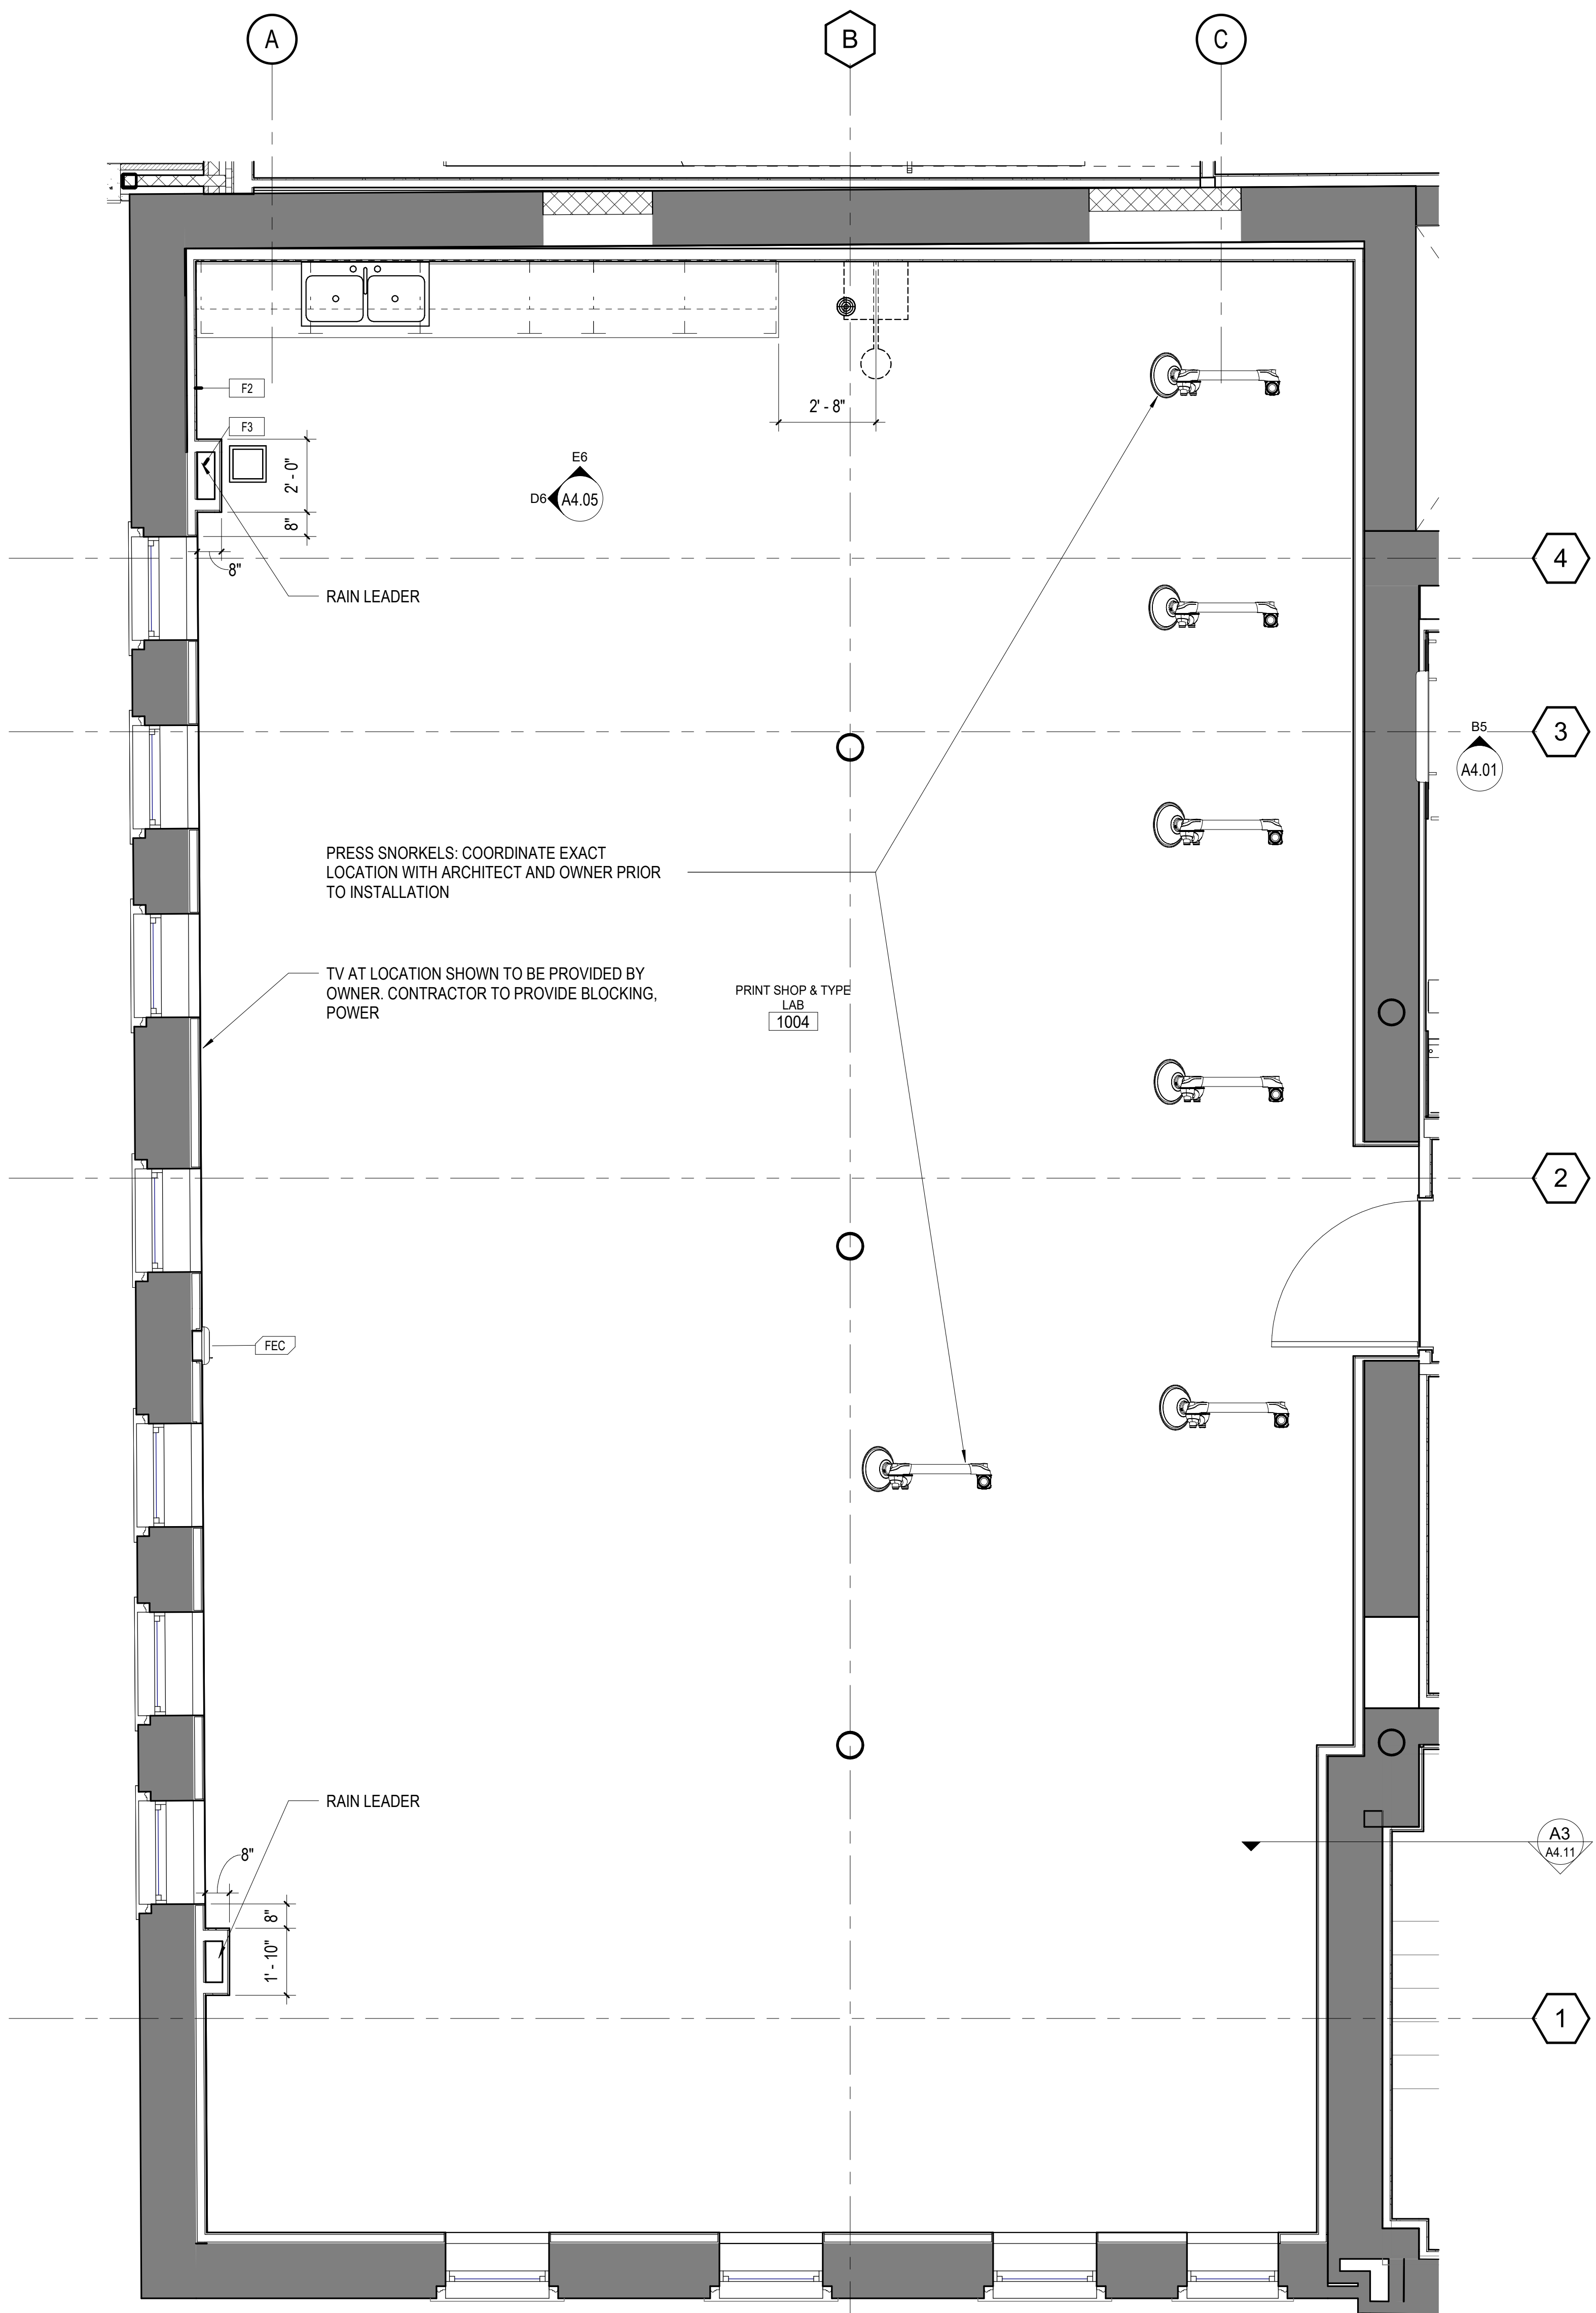 A
B
C
F2
F3
2' - 8"
2' - 0"
E6
D6
A4.05
8"
8"
4
RAIN LEADER
3
B5
A4.01
PRESS SNORKELS: COORDINATE EXACT
LOCATION WITH ARCHITECT AND OWNER PRIOR
TO INSTALLATION
TV AT LOCATION SHOWN TO BE PROVIDED BY
OWNER. CONTRACTOR TO PROVIDE BLOCKING,
POWER
PRINT SHOP & TYPE
LAB
1004
2
FEC
RAIN LEADER
A3
A4.11
8"
8"
1' - 10"
1